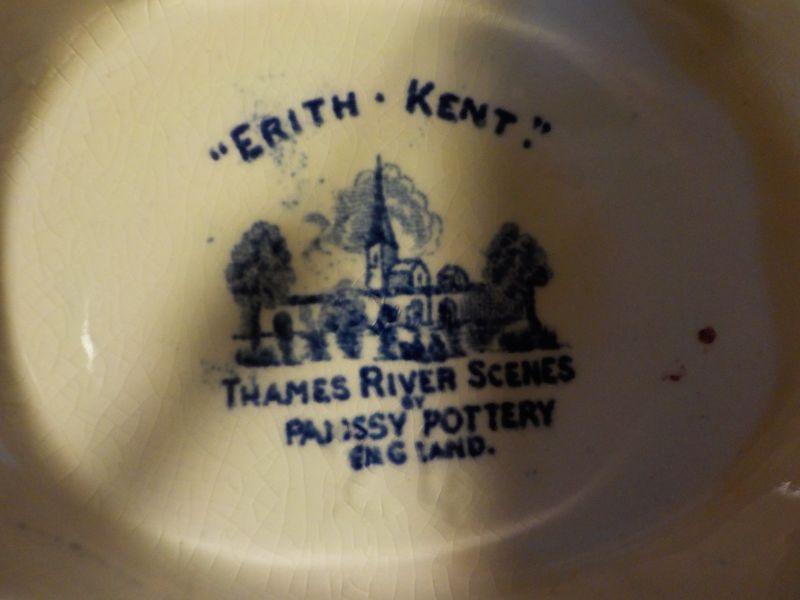 "ERITH · KENT."
THAMES RIVER SCENES
BY
PALISSY POTTERY
ENGLAND.